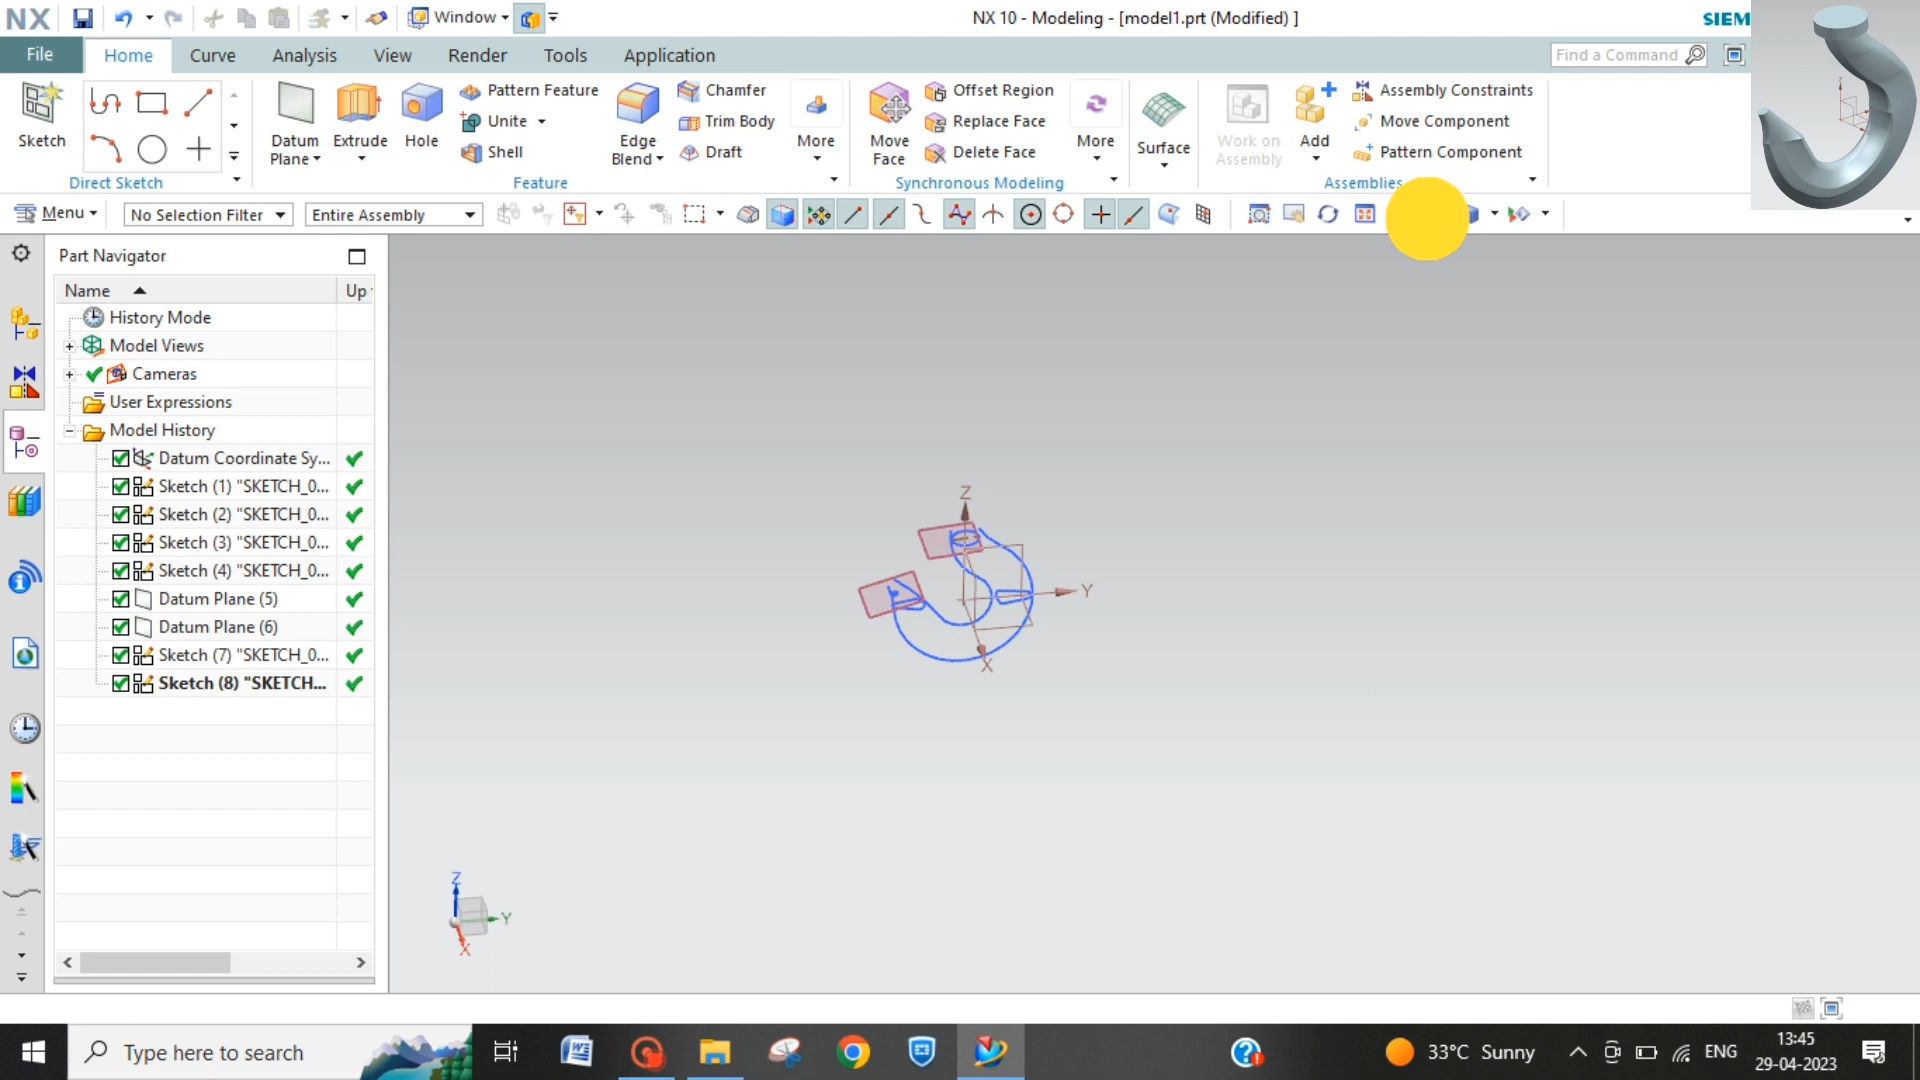 NX
Window
NX 10 - Modeling - [model1.prt (Modified) ]
SIEM
File
Home
Curve
Analysis
View
Render
Tools
Application
Find a Command
Sketch
Direct Sketch
Datum Plane
Extrude
Hole
Pattern Feature
Unite
Shell
Edge Blend
Chamfer
Trim Body
Draft
More
Feature
Move Face
Offset Region
Replace Face
Delete Face
More
Synchronous Modeling
Surface
Work on Assembly
Add
Assembly Constraints
Move Component
Pattern Component
Assemblies
Menu
No Selection Filter
Entire Assembly
Part Navigator
Name
Up
History Mode
Model Views
Cameras
User Expressions
Model History
Datum Coordinate Sy...
Sketch (1) "SKETCH_0...
Sketch (2) "SKETCH_0...
Sketch (3) "SKETCH_0...
Sketch (4) "SKETCH_0...
Datum Plane (5)
Datum Plane (6)
Sketch (7) "SKETCH_0...
Sketch (8) "SKETCH...
Z
Y
X
Z
Y
X
Type here to search
33°C Sunny
ENG
13:45
29-04-2023